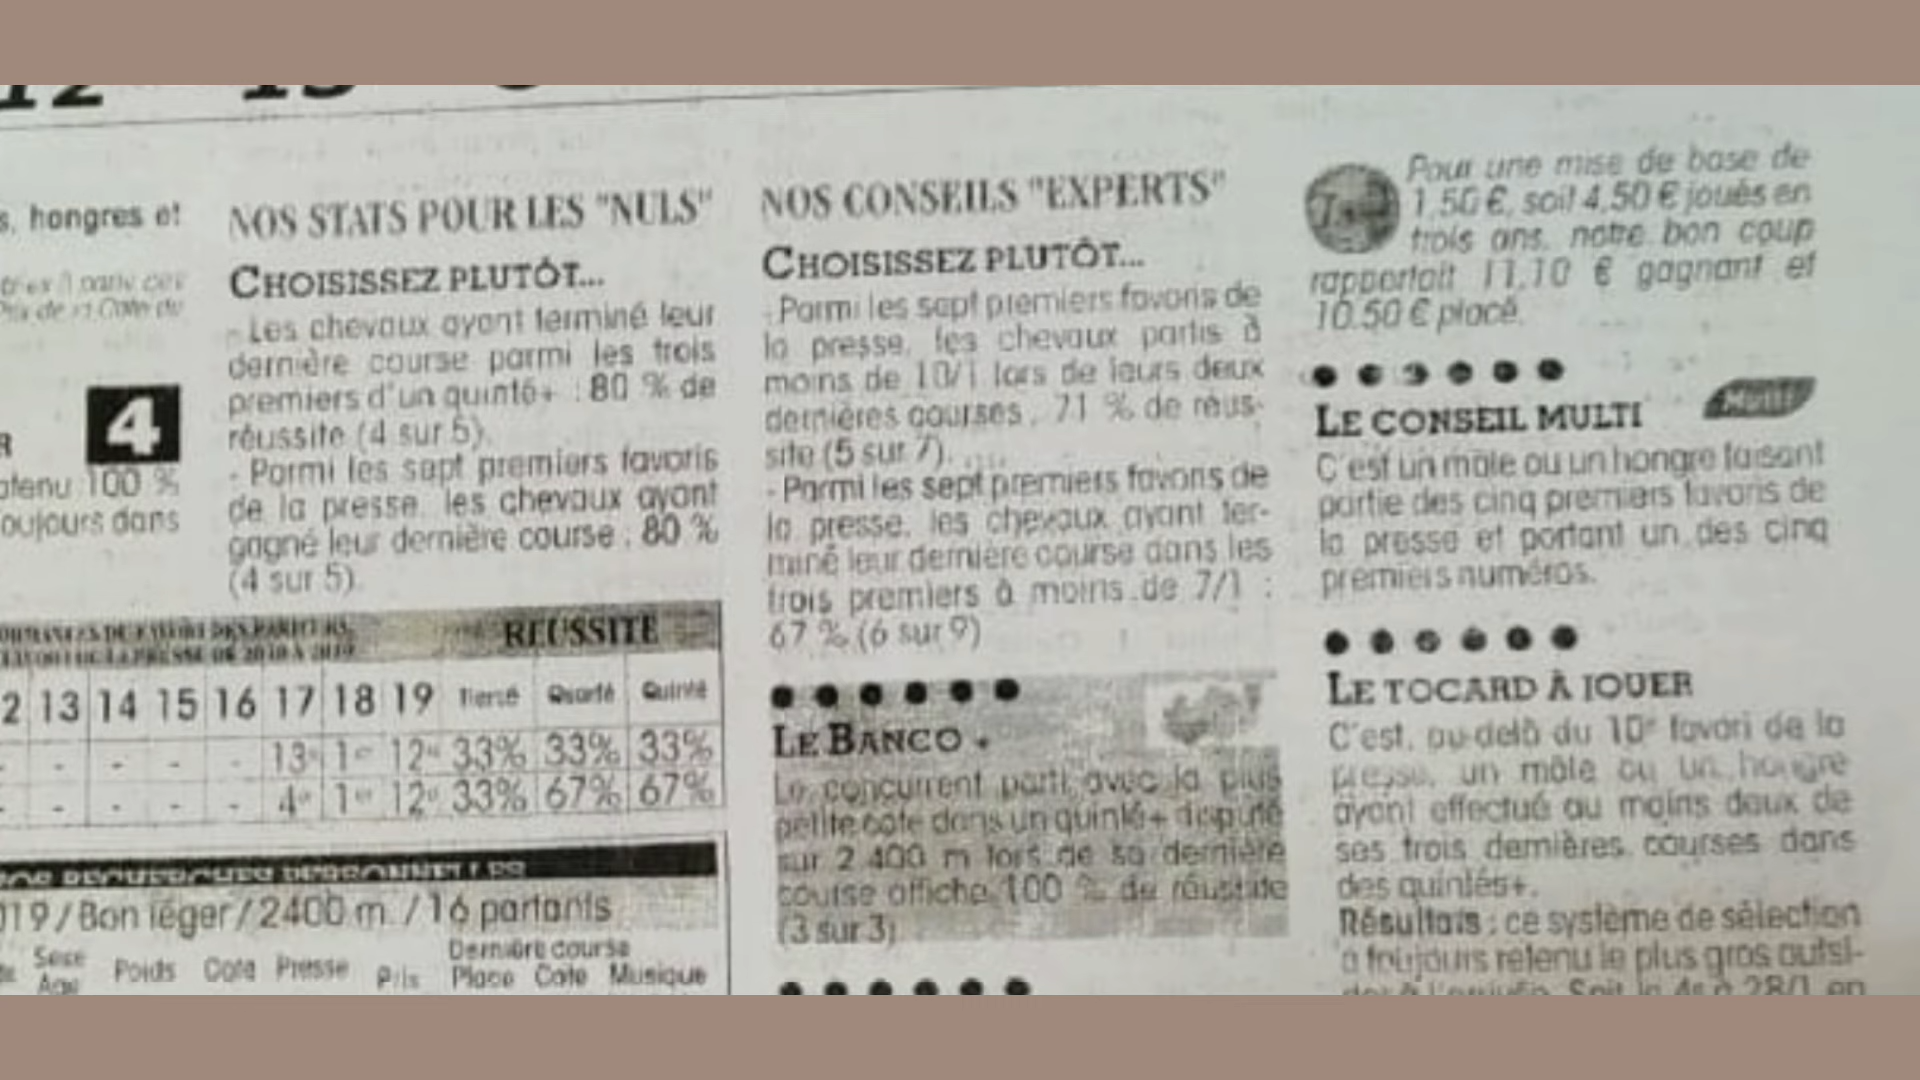 12 13
s, hongres et
4
R
100 %
toujours dans
NOS STATS POUR LES "NULS"
CHOISISSEZ PLUTÔT...
- Les chevaux ayant terminé leur
dernière course parmi les trois
premiers d'un quinté+ : 80 % de
réussite (4 sur 5).
- Parmi les sept premiers favoris
de la presse, les chevaux ayant
gagné leur dernière course : 80 %
(4 sur 5).
REUSSITE
2 13 14 15 16 17 18 19 Tiercé Quarté Quinté
- - - - - 13e 1er 12e 33% 33% 33%
- - - - - 4e 1er 12e 33% 67% 67%
019 / Bon léger / 2400 m. / 16 partants
Sexe
Age Poids Cote Presse Prix
Dernière course
Place Cote Musique
NOS CONSEILS "EXPERTS"
CHOISISSEZ PLUTÔT...
- Parmi les sept premiers favoris de
la presse, les chevaux partis à
moins de 10/1 lors de leurs deux
dernières courses : 71 % de réus-
site (5 sur 7).
- Parmi les sept premiers favoris de
la presse, les chevaux ayant ter-
miné leur dernière course dans les
trois premiers à moins de 7/1 :
67 % (6 sur 9)
LE BANCO
Le concurrent parti avec la plus
petite cote dans un quinté+ disputé
sur 2 400 m lors de sa dernière
course affiche 100 % de réussite
(3 sur 3)
Pour une mise de base de
1,50 €, soit 4,50 € joués en
trois ans, notre bon coup
rapportait 11,10 € gagnant et
10.50 € placé.
LE CONSEIL MULTI
Multi
C'est un mâle ou un hongre faisant
partie des cinq premiers favoris de
la presse et portant un des cinq
premiers numéros.
LE TOCARD À JOUER
C'est, au-delà du 10e favori de la
presse, un mâle ou un hongre
ayant effectué au moins deux de
ses trois dernières courses dans
des quintés+.
Résultats : ce système de sélection
a toujours retenu le plus gros outsi-
der à l'arrivée. Soit le 4e à 28/1 en